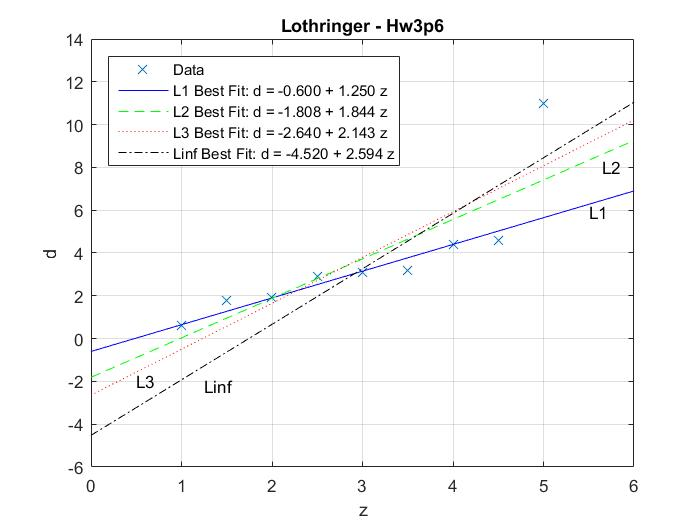 Lothringer - Hw3p6
14
12
10
8
6
4
2
0
-2
-4
-6
d
Data
L1 Best Fit: d = -0.600 + 1.250 z
L2 Best Fit: d = -1.808 + 1.844 z
L3 Best Fit: d = -2.640 + 2.143 z
Linf Best Fit: d = -4.520 + 2.594 z
L2
L1
L3
Linf
0 1 2 3 4 5 6
z